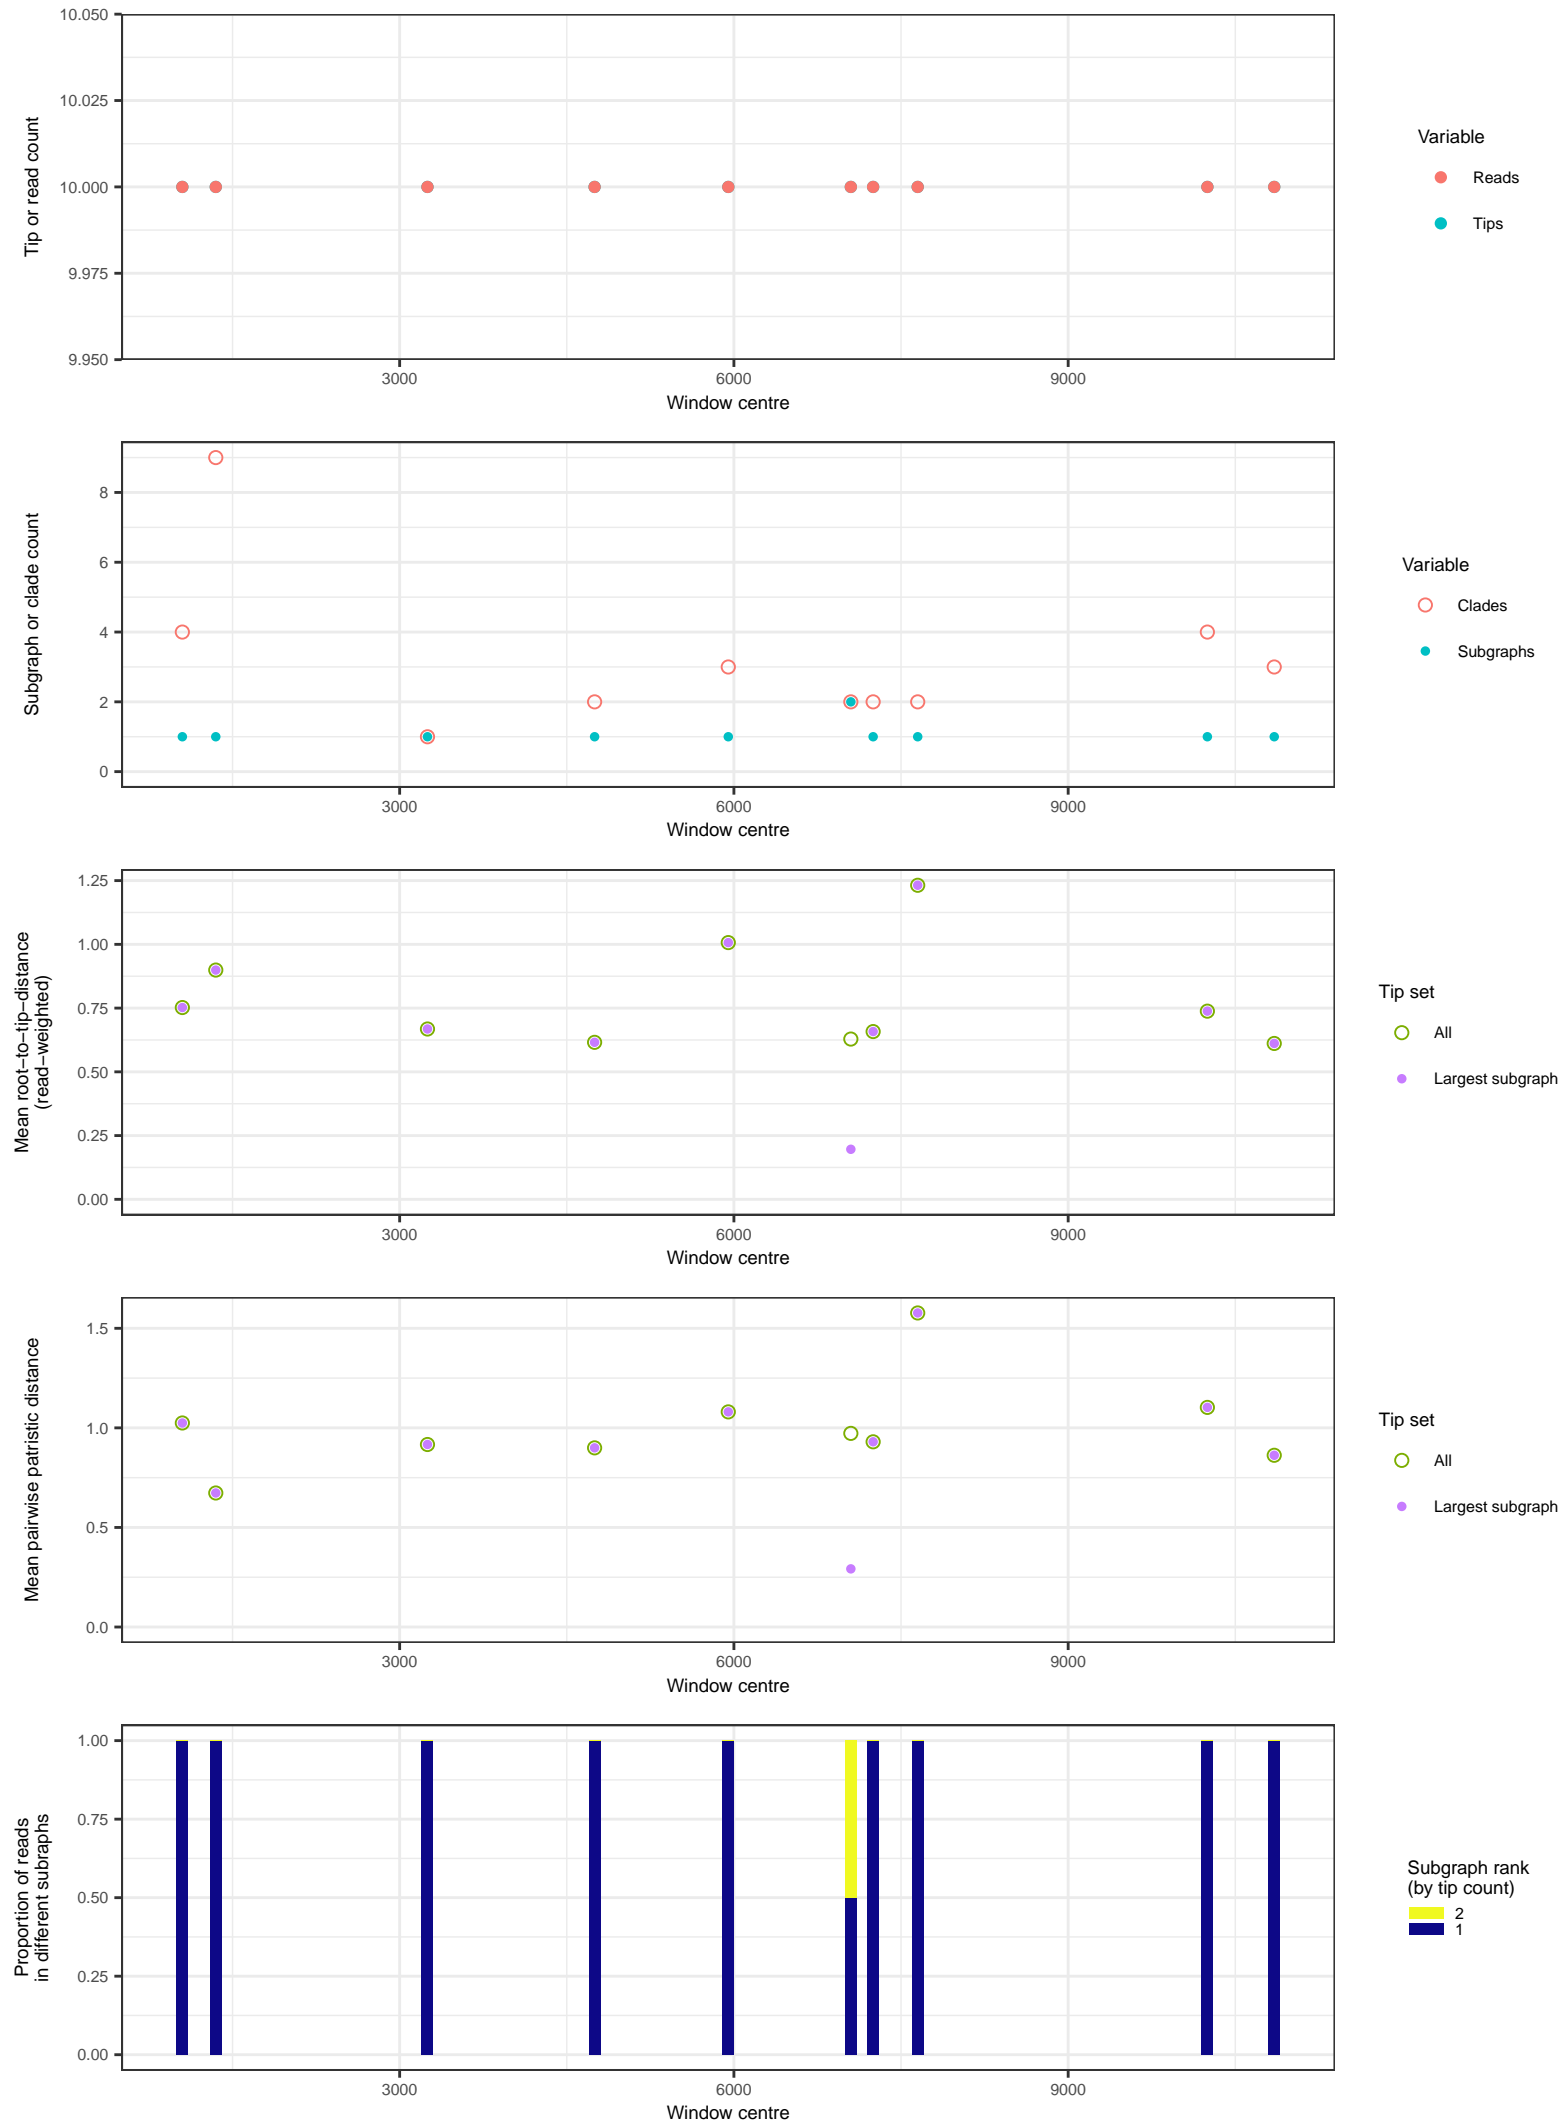 10.050
10.025
10.000
9.975
9.950
Tip or read count
3000
6000
9000
Window centre
Variable
Reads
Tips
8
6
4
2
0
Subgraph or clade count
3000
6000
9000
Window centre
Variable
Clades
Subgraphs
1.25
1.00
0.75
0.50
0.25
0.00
Mean root−to−tip−distance
(read−weighted)
3000
6000
9000
Window centre
Tip set
All
Largest subgraph
1.5
1.0
0.5
0.0
Mean pairwise patristic distance
3000
6000
9000
Window centre
Tip set
All
Largest subgraph
1.00
0.75
0.50
0.25
0.00
Proportion of reads
in different subraphs
3000
6000
9000
Window centre
Subgraph rank
(by tip count)
2
1